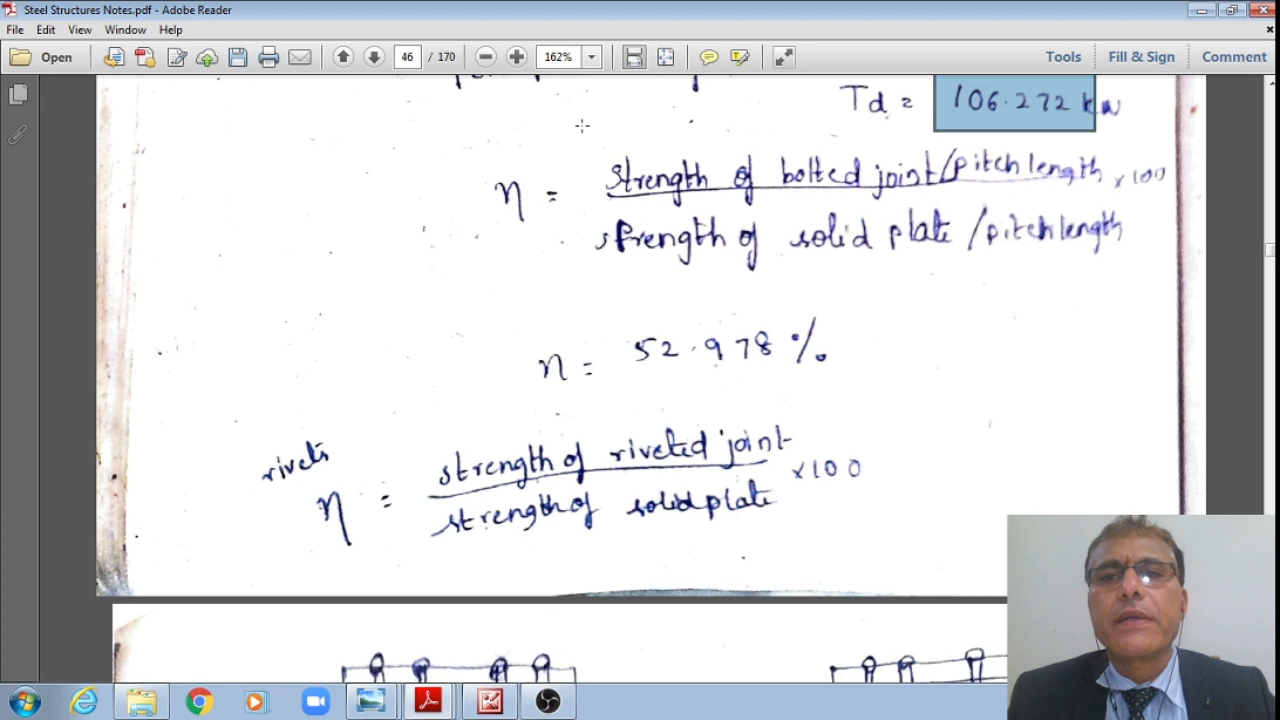 Steel Structures Notes.pdf - Adobe Reader
File Edit View Window Help
Open 46 / 170 162% Tools Fill & Sign Comment
Td = 106.272 kN
η = strength of bolted joint/pitch length × 100
strength of solid plate /pitch length
η = 52.978 %
rivets
η = strength of riveted joint × 100
strength of solid plate